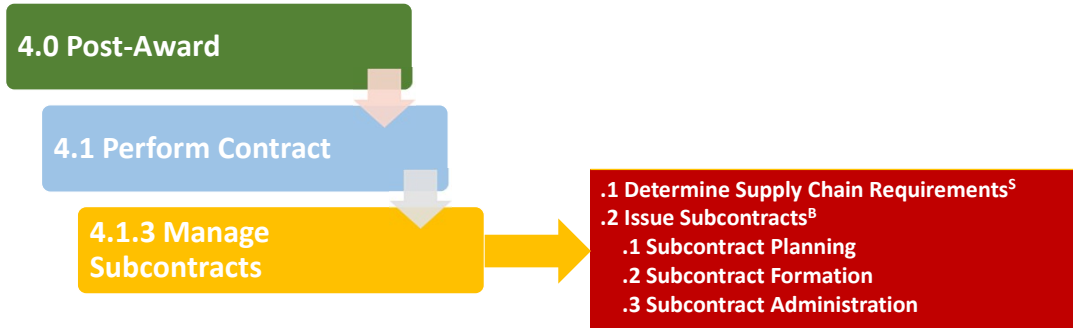 4.0 Post-Award
4.1 Perform Contract
4.1.3 Manage
Subcontracts
.1 Determine Supply Chain Requirementsˢ
.2 Issue Subcontractsᴮ
.1 Subcontract Planning
.2 Subcontract Formation
.3 Subcontract Administration